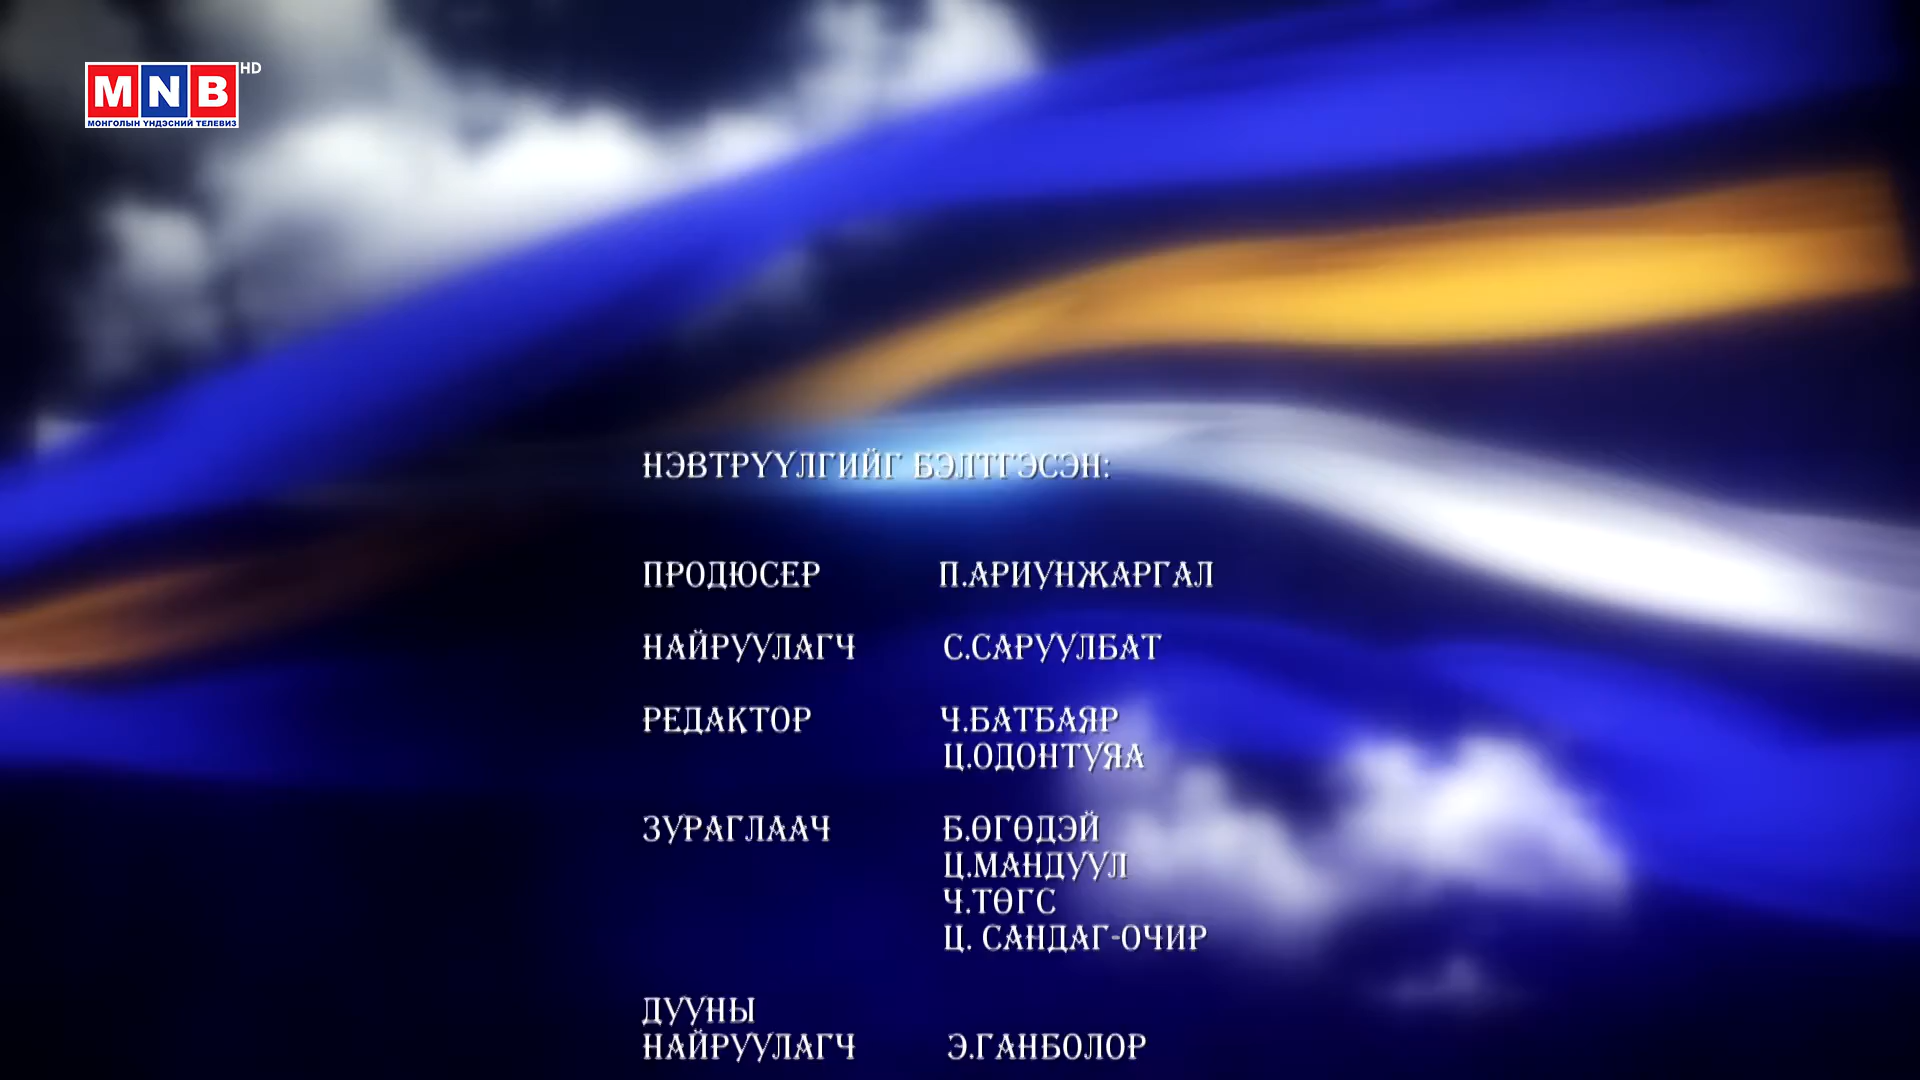 MNB HD
МОНГОЛЫН ҮНДЭСНИЙ ТЕЛЕВИЗ
НЭВТРҮҮЛГИЙГ БЭЛТГЭСЭН:
ПРОДЮСЕР П.АРИУНЖАРГАЛ
НАЙРУУЛАГЧ С.САРУУЛБАТ
РЕДАКТОР Ч.БАТБАЯР
Ц.ОДОНТУЯА
ЗУРАГЛААЧ Б.ӨГӨДЭЙ
Ц.МАНДУУЛ
Ч.ТӨГС
Ц. САНДАГ-ОЧИР
ДУУНЫ
НАЙРУУЛАГЧ Э.ГАНБОЛОР